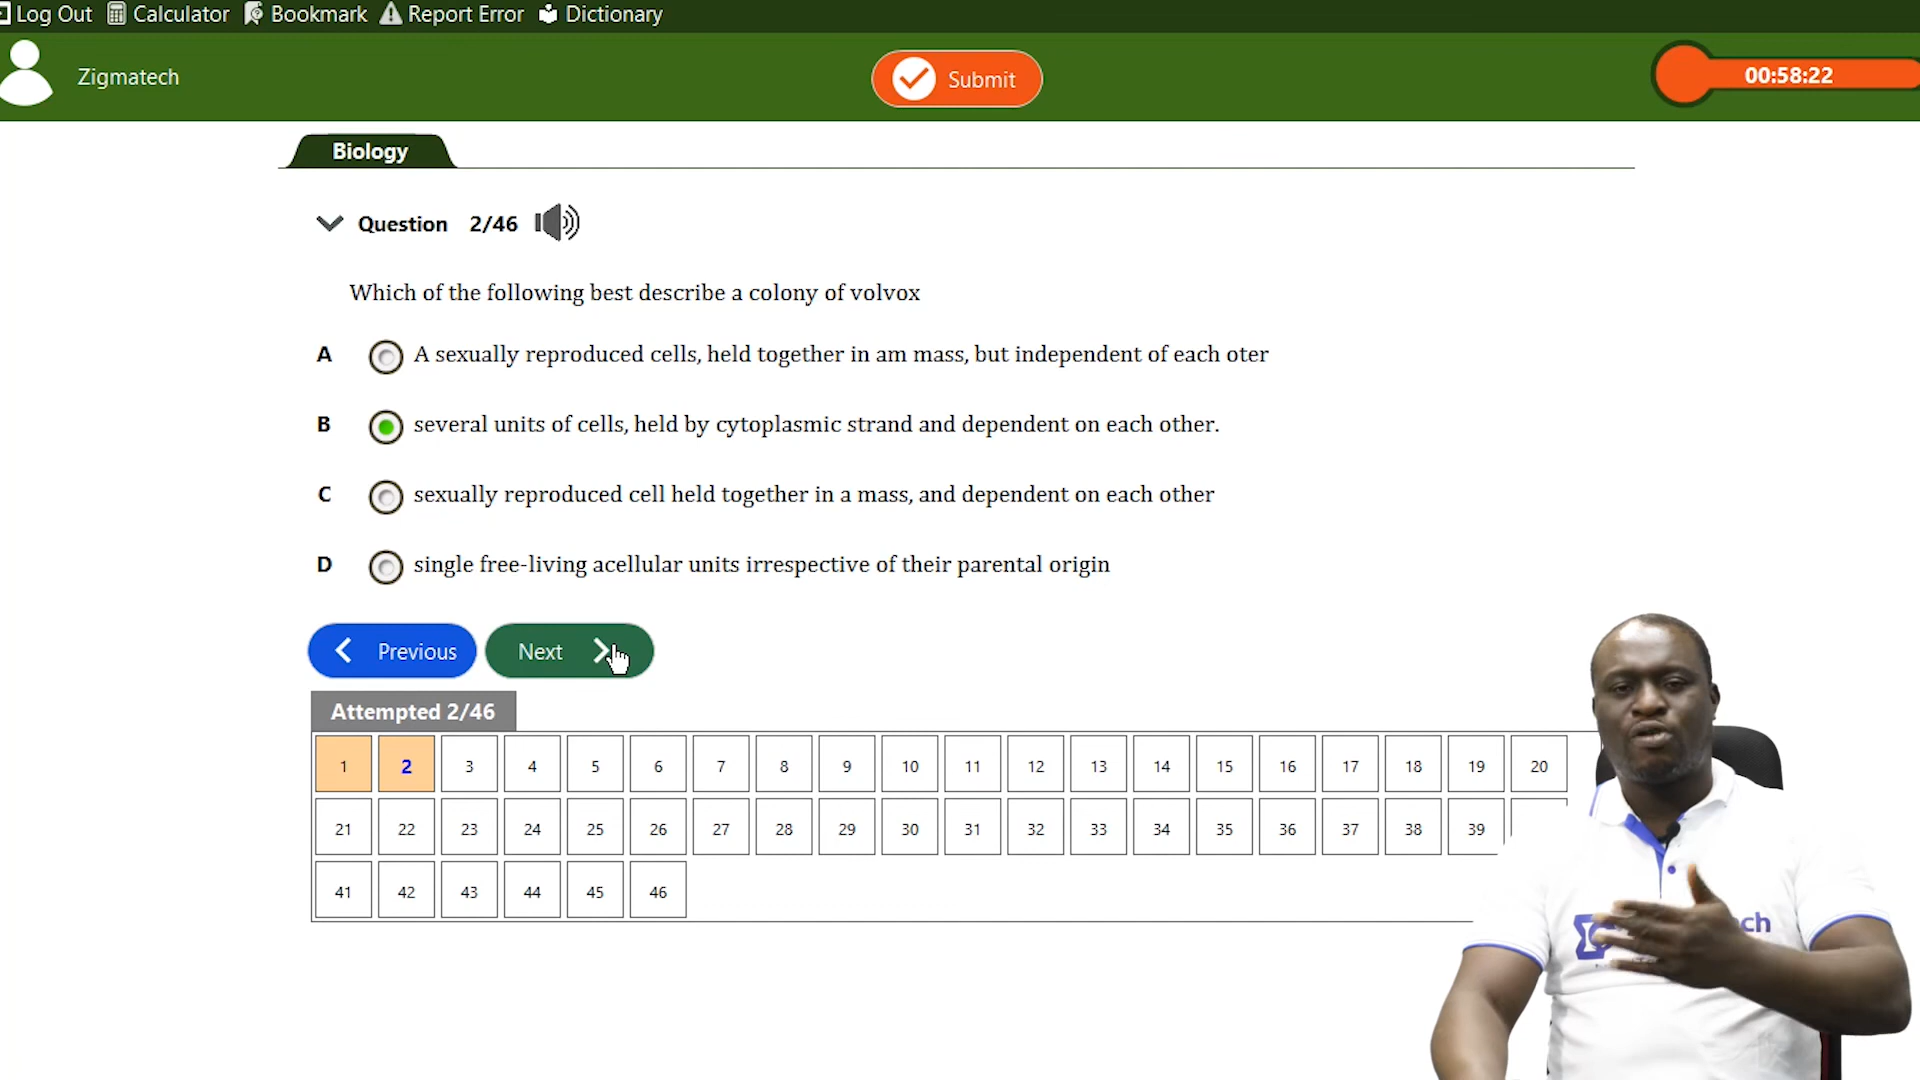 Log Out Calculator Bookmark Report Error Dictionary
Zigmatech
Submit
00:58:22
Biology
Question 2/46
Which of the following best describe a colony of volvox
A A sexually reproduced cells, held together in am mass, but independent of each oter
B several units of cells, held by cytoplasmic strand and dependent on each other.
C sexually reproduced cell held together in a mass, and dependent on each other
D single free-living acellular units irrespective of their parental origin
Previous Next
Attempted 2/46
1 2 3 4 5 6 7 8 9 10 11 12 13 14 15 16 17 18 19 20
21 22 23 24 25 26 27 28 29 30 31 32 33 34 35 36 37 38 39
41 42 43 44 45 46
ch